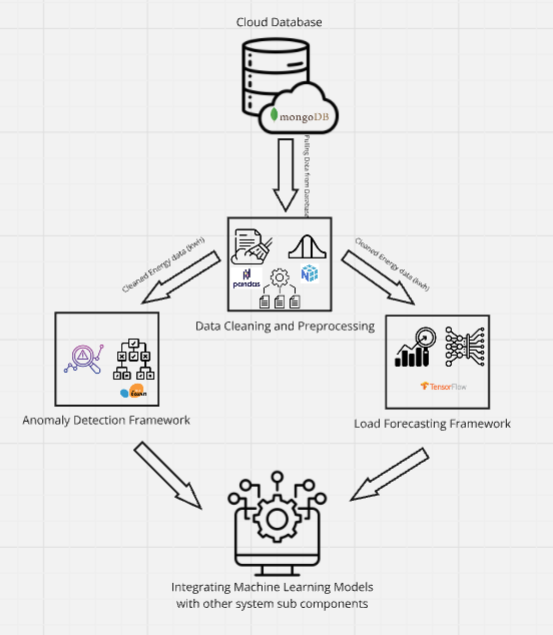 Cloud Database
mongoDB
Pulling Data from Database
Cleaned Energy data (kwh)
Cleaned Energy data (kwh)
pandas
Data Cleaning and Preprocessing
TensorFlow
Anomaly Detection Framework
Load Forecasting Framework
Integrating Machine Learning Models
with other system sub components